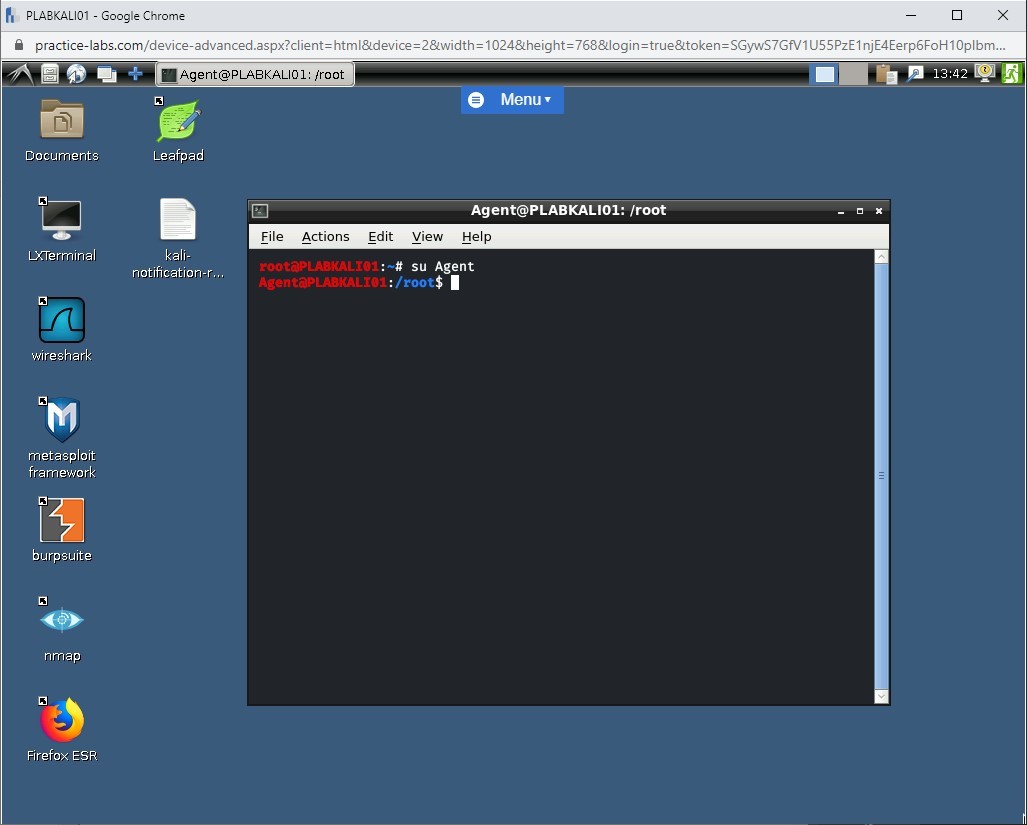 PLABKALI01 - Google Chrome
practice-labs.com/device-advanced.aspx?client=html&device=2&width=1024&height=768&login=true&token=SGywS7GfV1U55PzE1njE4Eerp6FoH10pIbm...
Agent@PLABKALI01: /root
13:42
Menu
Documents
Leafpad
LXTerminal
kali-
notification-r...
wireshark
metasploit
framework
burpsuite
nmap
Firefox ESR
Agent@PLABKALI01: /root
File Actions Edit View Help
root@PLABKALI01:~# su Agent
Agent@PLABKALI01:/root$